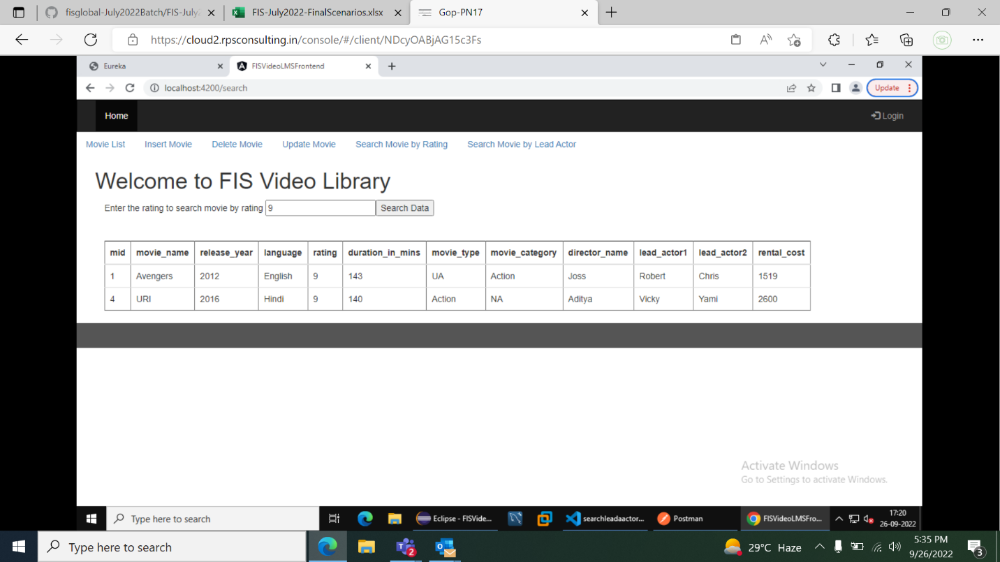 fisglobal-July2022Batch/FIS-July2
FIS-July2022-FinalScenarios.xlsx
Gop-PN17
https://cloud2.rpsconsulting.in/console/#/client/NDcyOABjAG15c3Fs
Eureka
FISVideoLMSFrontend
localhost:4200/search
Update
Home
Login
Movie List Insert Movie Delete Movie Update Movie Search Movie by Rating Search Movie by Lead Actor
Welcome to FIS Video Library
Enter the rating to search movie by rating 9 Search Data
mid movie_name release_year language rating duration_in_mins movie_type movie_category director_name lead_actor1 lead_actor2 rental_cost
1 Avengers 2012 English 9 143 UA Action Joss Robert Chris 1519
4 URI 2016 Hindi 9 140 Action NA Aditya Vicky Yami 2600
Activate Windows
Go to Settings to activate Windows.
Type here to search
Eclipse - FISVide...
searchleadaactor...
Postman
FISVideoLMSFro...
17:20
26-09-2022
Type here to search
2
29°C Haze
5:35 PM
9/26/2022
3